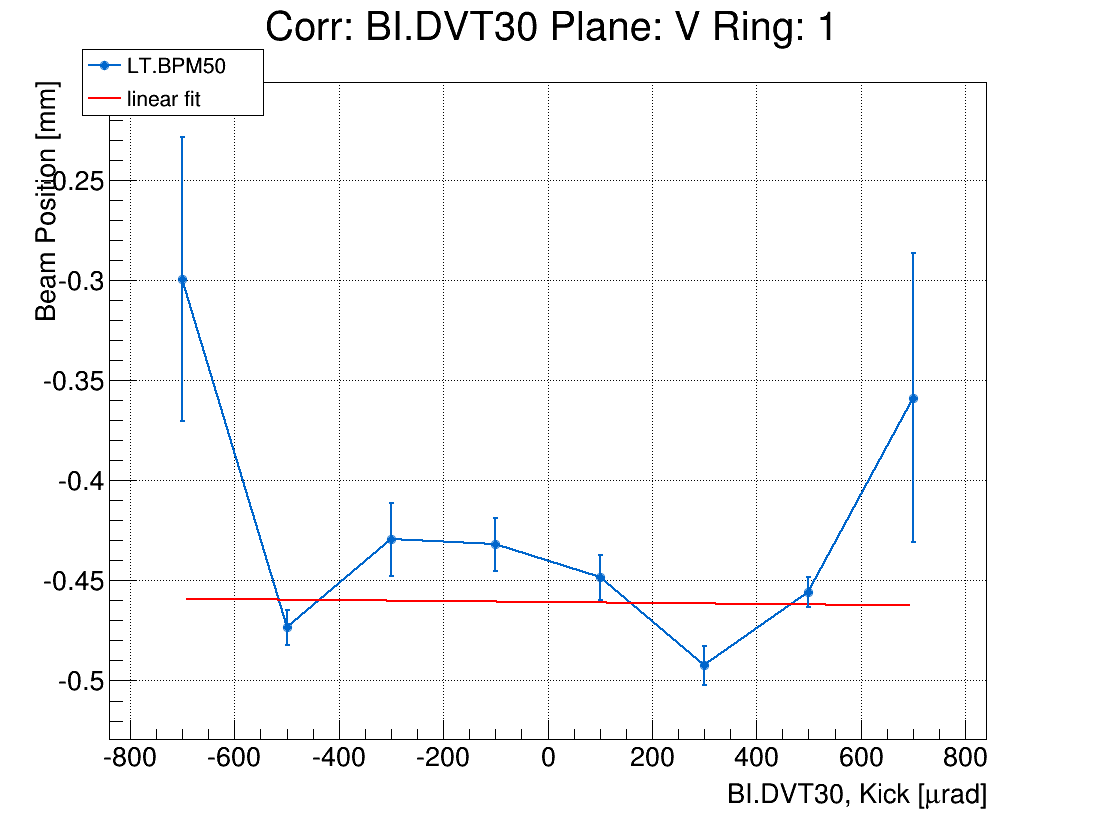 Corr: BI.DVT30 Plane: V Ring: 1
LT.BPM50
linear fit
Beam Position [mm]
-0.25
-0.3
-0.35
-0.4
-0.45
-0.5
-800 -600 -400 -200 0 200 400 600 800
BI.DVT30, Kick [μrad]